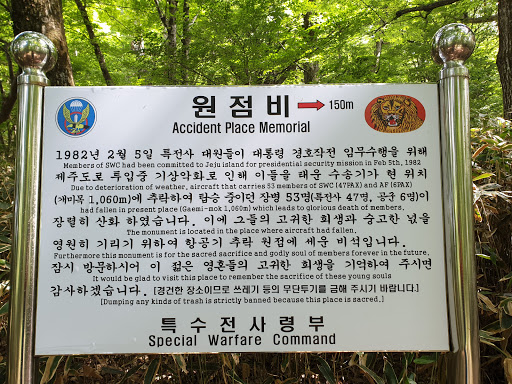 원점비 → 150m
Accident Place Memorial
1982년 2월 5일 특전사 대원들이 대통령 경호작전 임무수행을 위해
Members of SWC had been committed to Jeju island for presidential security mission in Feb 5th, 1982
제주도로 투입중 기상악화로 인해 이들을 태운 수송기가 현 위치
Due to deterioration of weather, aircraft that carries 53 members of SWC (47PAX) and AF (6PAX)
(개미목 1,060m)에 추락하여 탑승 중이던 장병 53명(특전사 47명, 공군 6명)이
had fallen in present place (Gaemi-mok 1,060m) which leads to glorious death of members.
장렬히 산화 하였습니다. 이에 그들의 고귀한 희생과 숭고한 넋을
The monument is located in the place where aircraft had fallen.
영원히 기리기 위하여 항공기 추락 원점에 세운 비석입니다.
Furthermore this monument is for the sacred sacrifice and godly soul of members forever in the future.
잠시 방문하시어 이 젊은 영혼들의 고귀한 희생을 기억하여 주시면
It would be glad to visit this place to remember the sacrifice of these young souls
감사하겠습니다. [경건한 장소이므로 쓰레기 등의 무단투기를 금해 주시기 바랍니다.]
[Dumping any kinds of trash is strictly banned because this place is sacred.]
특수전사령부
Special Warfare Command